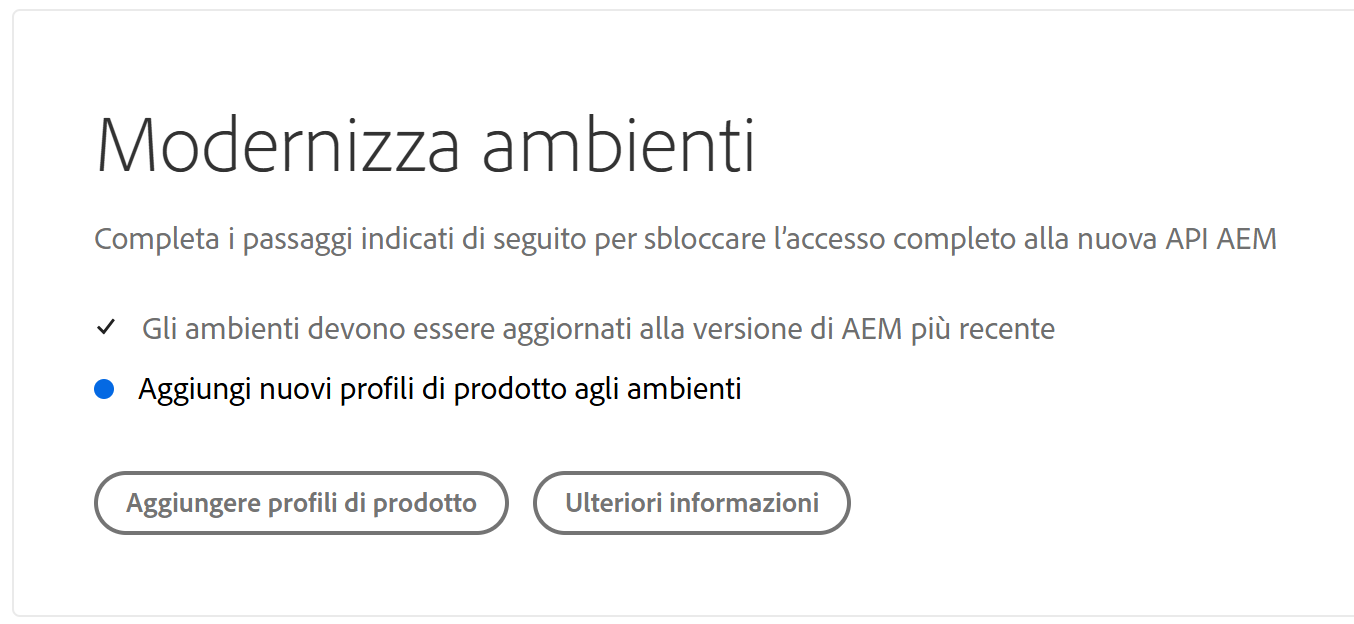 Modernizza ambienti
Completa i passaggi indicati di seguito per sbloccare l’accesso completo alla nuova API AEM
Gli ambienti devono essere aggiornati alla versione di AEM più recente
Aggiungi nuovi profili di prodotto agli ambienti
Aggiungere profili di prodotto
Ulteriori informazioni